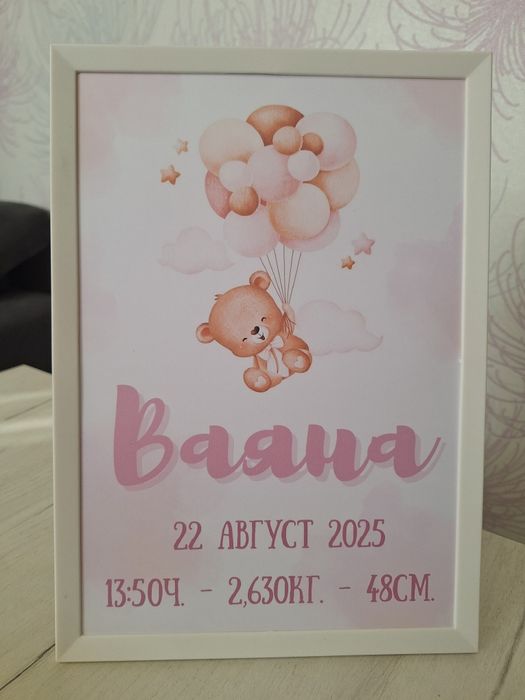 Ваяна
22 АВГУСТ 2025
13:50Ч. - 2,630КГ. - 48СМ.